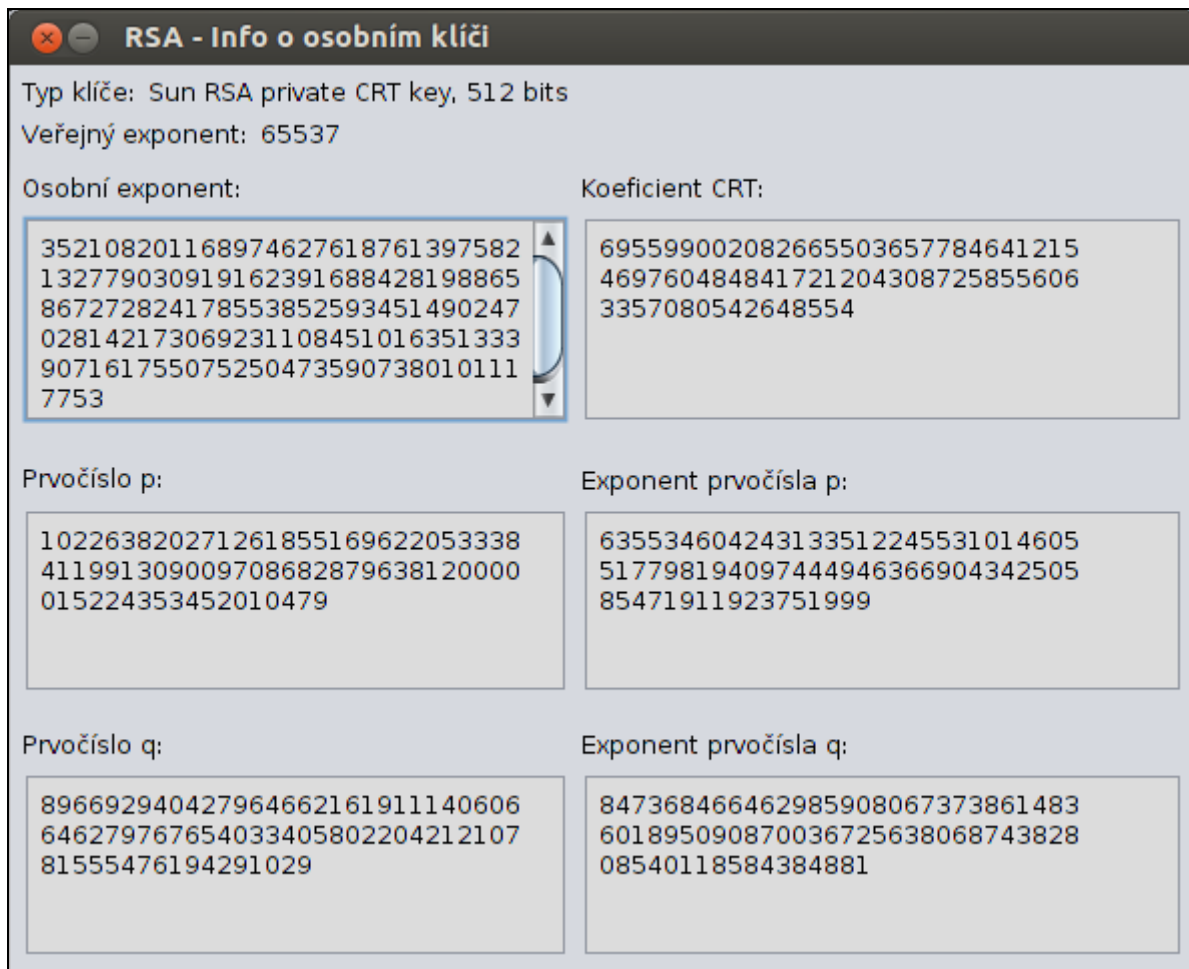 RSA - Info o osobním klíči
Typ klíče: Sun RSA private CRT key, 512 bits
Veřejný exponent: 65537
Osobní exponent:
352108201168974627618761397582
132779030919162391688428198865
867272824178553852593451490247
028142173069231108451016351333
907161755075250473590738010111
7753
Koeficient CRT:
695599002082665503657784641215
469760484841721204308725855606
3357080542648554
Prvočíslo p:
102263820271261855169622053338
411991309009708682879638120000
015224353452010479
Exponent prvočísla p:
635534604243133512245531014605
517798194097444946366904342505
85471911923751999
Prvočíslo q:
896692940427964662161911140606
646279767654033405802204212107
81555476194291029
Exponent prvočísla q:
847368466462985908067373861483
601895090870036725638068743828
08540118584384881